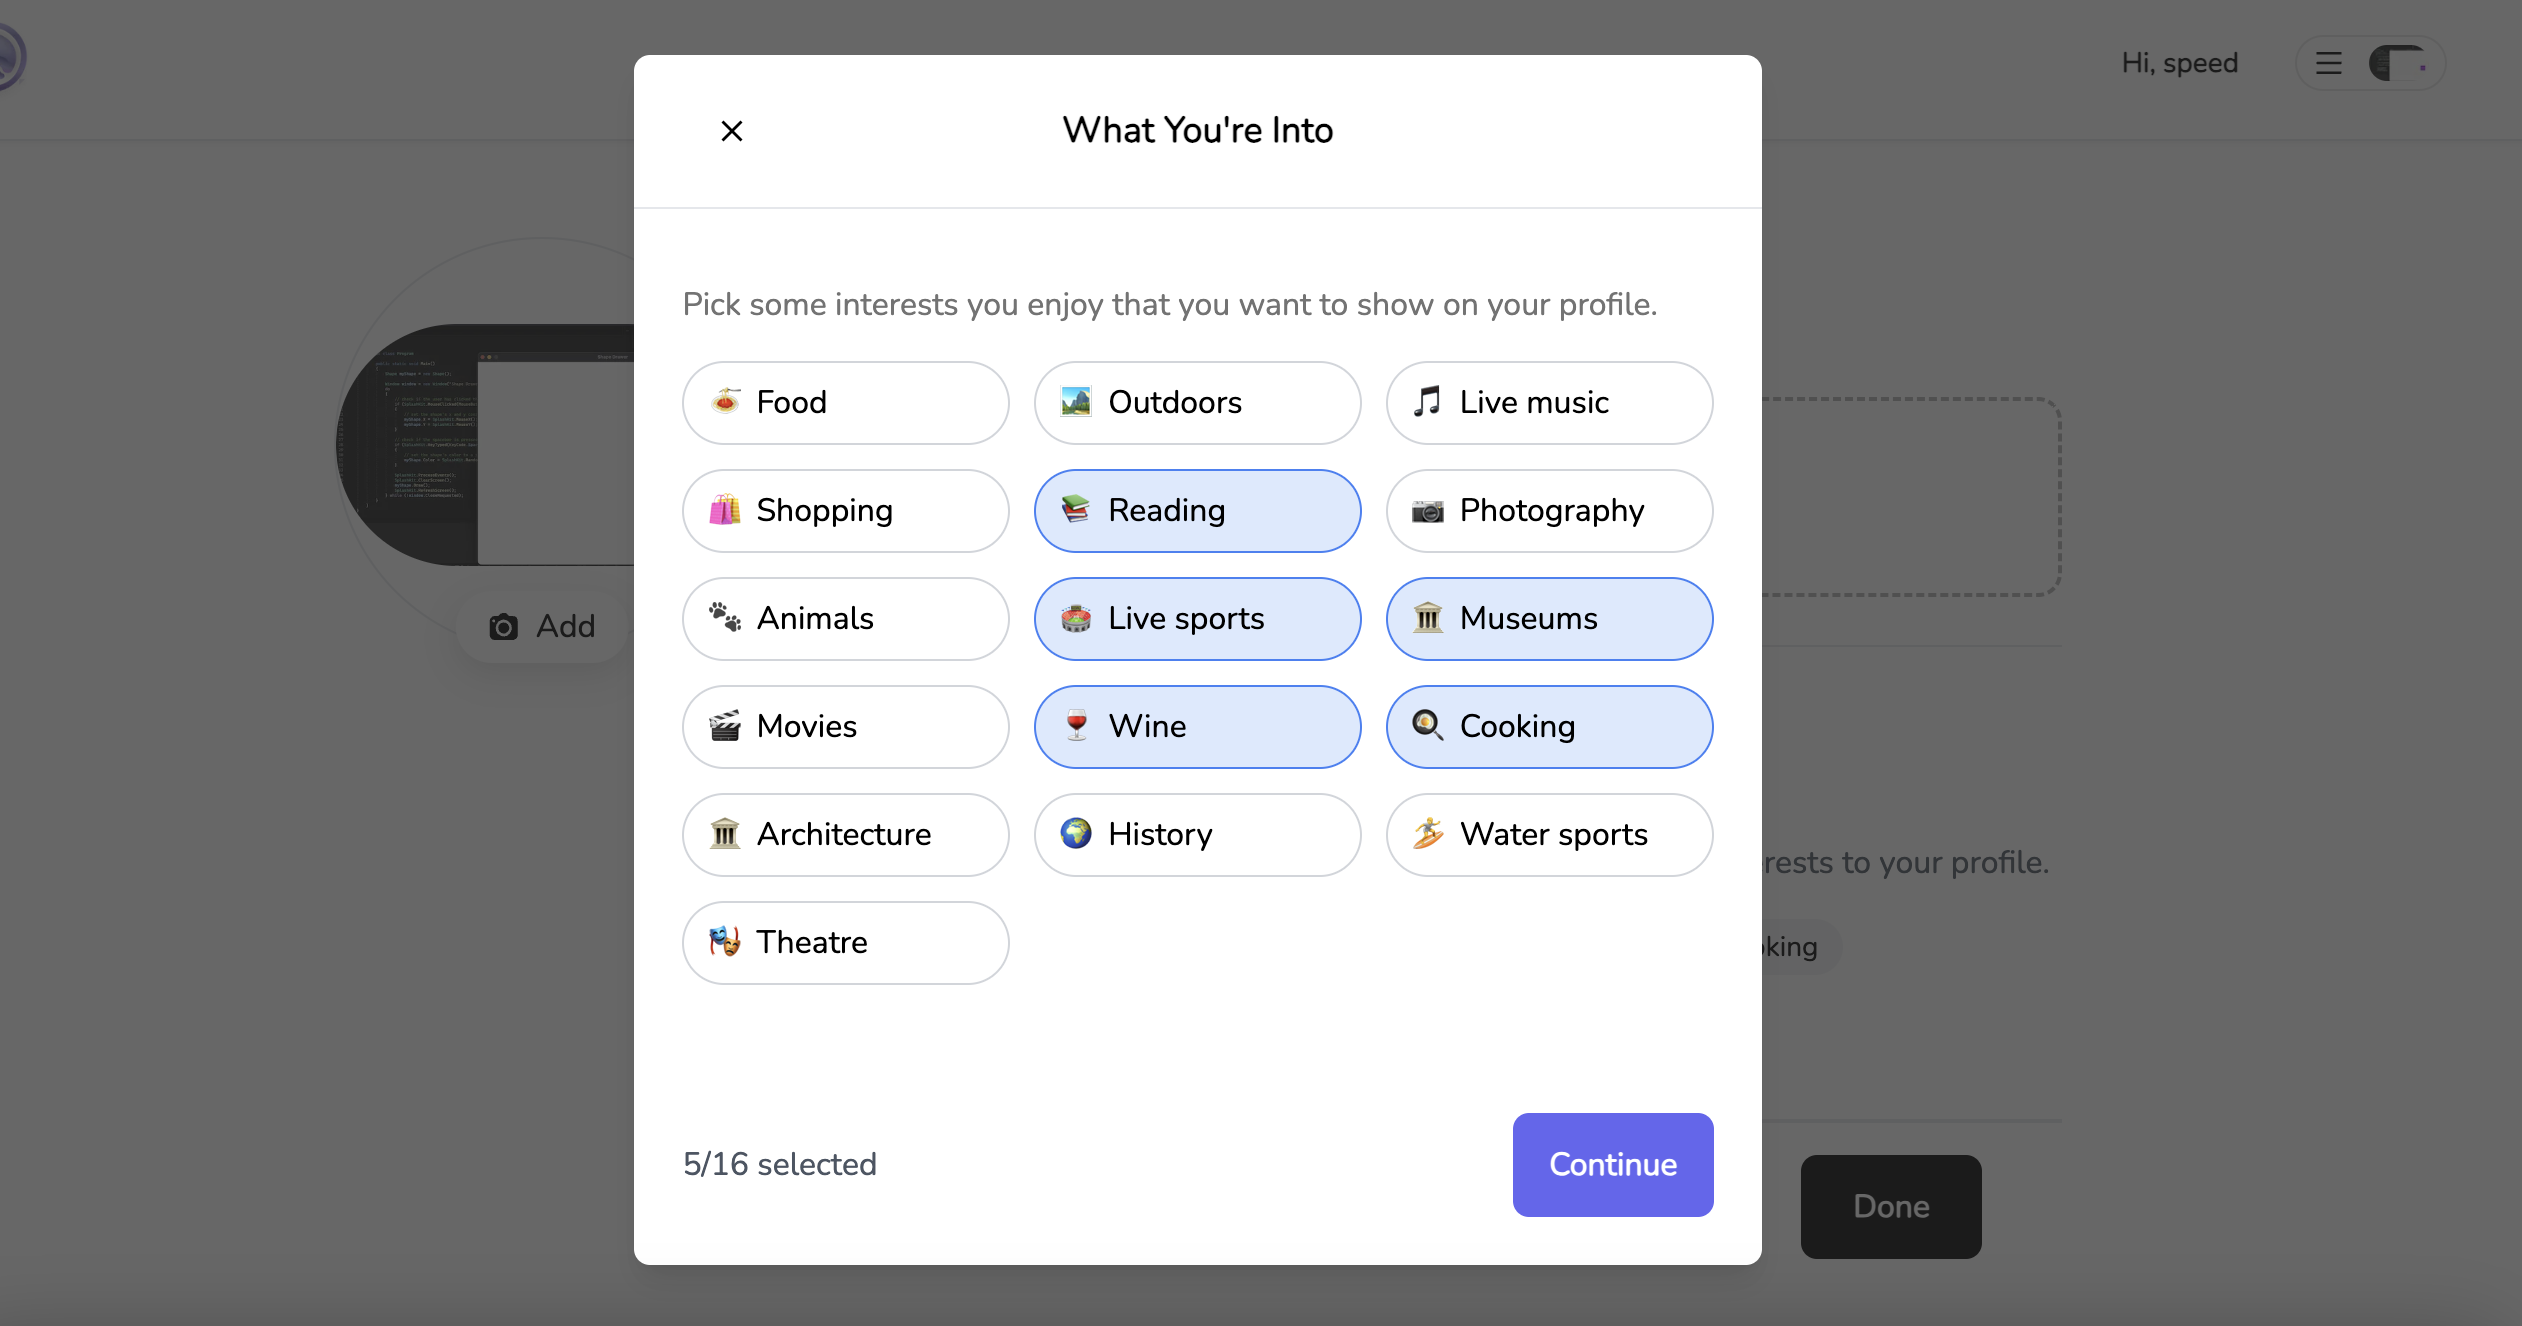 Hi, speed
What You're Into
Pick some interests you enjoy that you want to show on your profile.
Food
Outdoors
Live music
Shopping
Reading
Photography
Animals
Live sports
Museums
Add
Movies
Wine
Cooking
Architecture
History
Water sports
to your profile.
Theatre
5/16 selected
Continue
Done